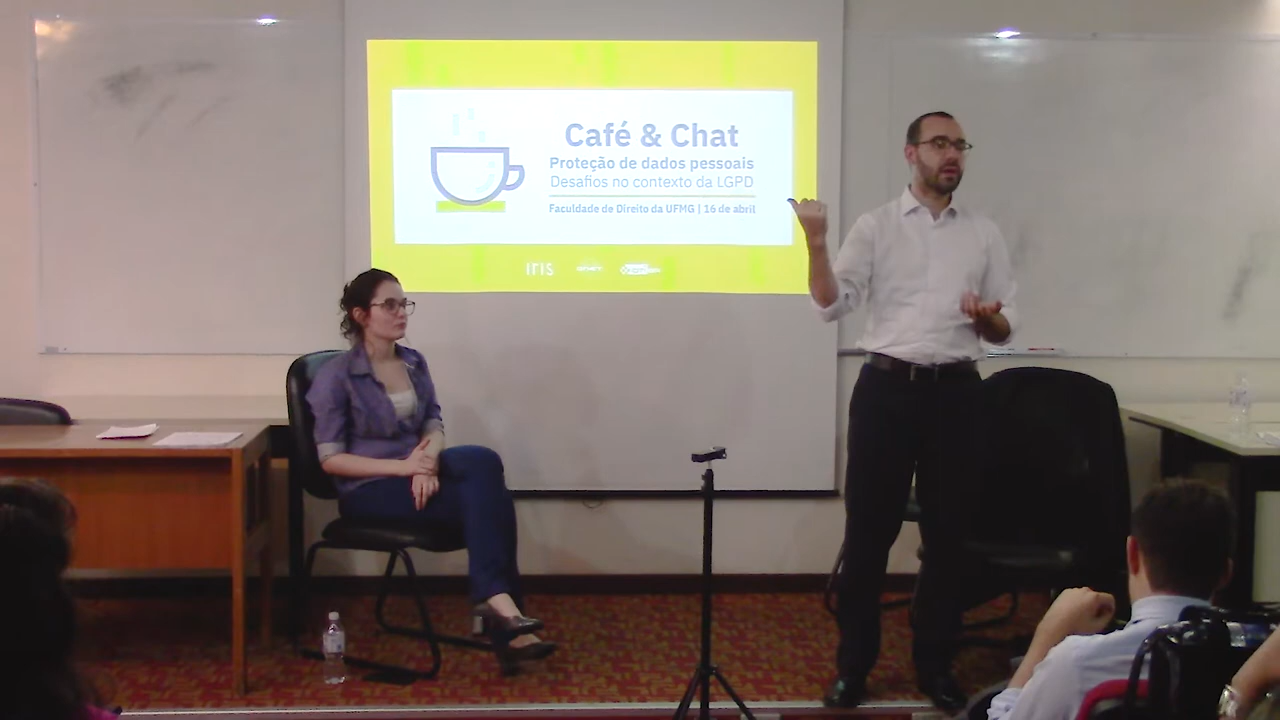 Café & Chat
Proteção de dados pessoais
Desafios no contexto da LGPD
Faculdade de Direito da UFMG | 16 de abril
iris